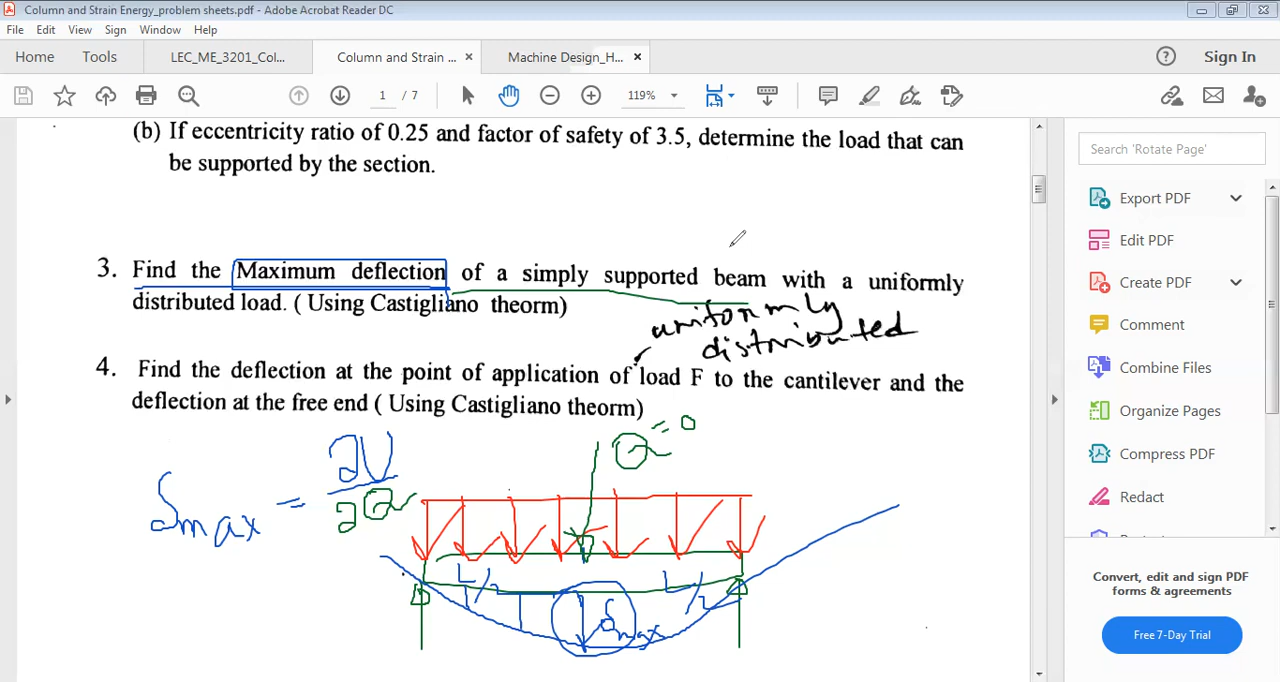 Column and Strain Energy_problem sheets.pdf - Adobe Acrobat Reader DC
File Edit View Sign Window Help
Home Tools LEC_ME_3201_Col... Column and Strain ... × Machine Design_H... × Sign In
1 / 7 119%
(b) If eccentricity ratio of 0.25 and factor of safety of 3.5, determine the load that can
be supported by the section.
3. Find the Maximum deflection of a simply supported beam with a uniformly
distributed load. ( Using Castigliano theorm)
uniformly
distributed
4. Find the deflection at the point of application of load F to the cantilever and the
deflection at the free end ( Using Castigliano theorm)
δmax = ∂U/∂Q
Q = 0
L/2 L/2
δmax
Search 'Rotate Page'
Export PDF
Edit PDF
Create PDF
Comment
Combine Files
Organize Pages
Compress PDF
Redact
Convert, edit and sign PDF
forms & agreements
Free 7-Day Trial